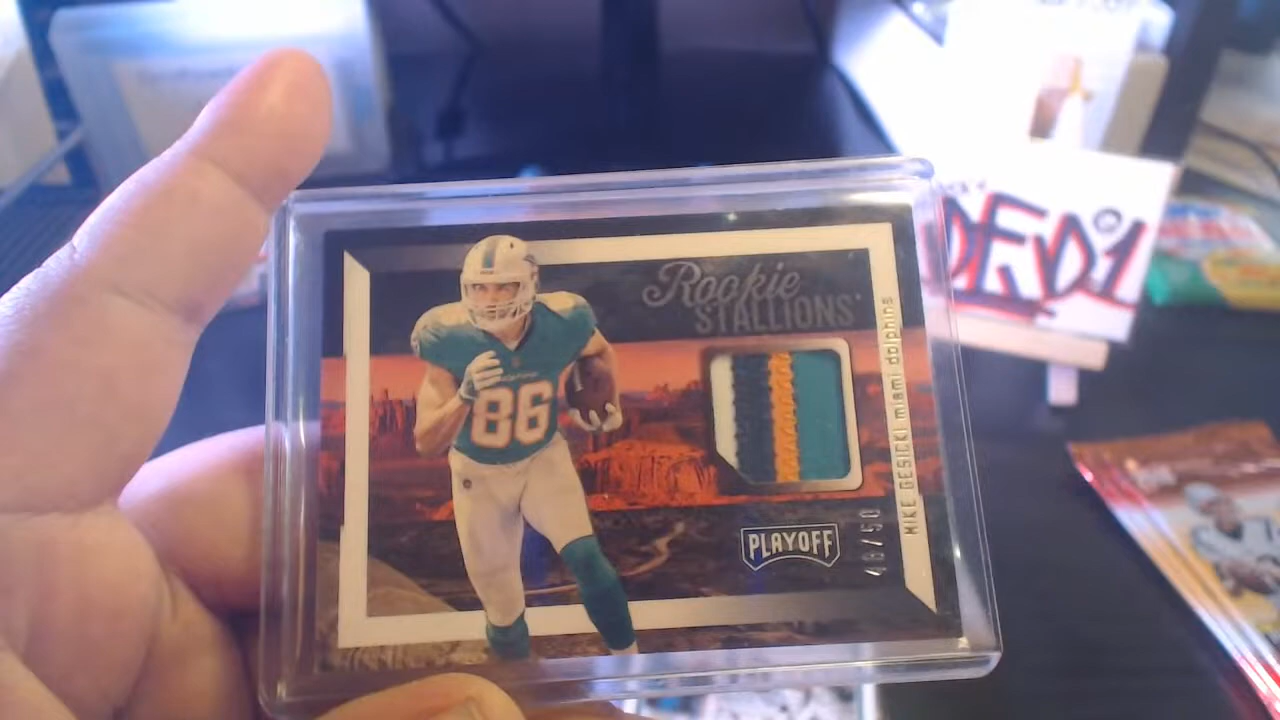 Rookie
STALLIONS
86
MIKE GESICKI miami dolphins
PLAYOFF
48/50